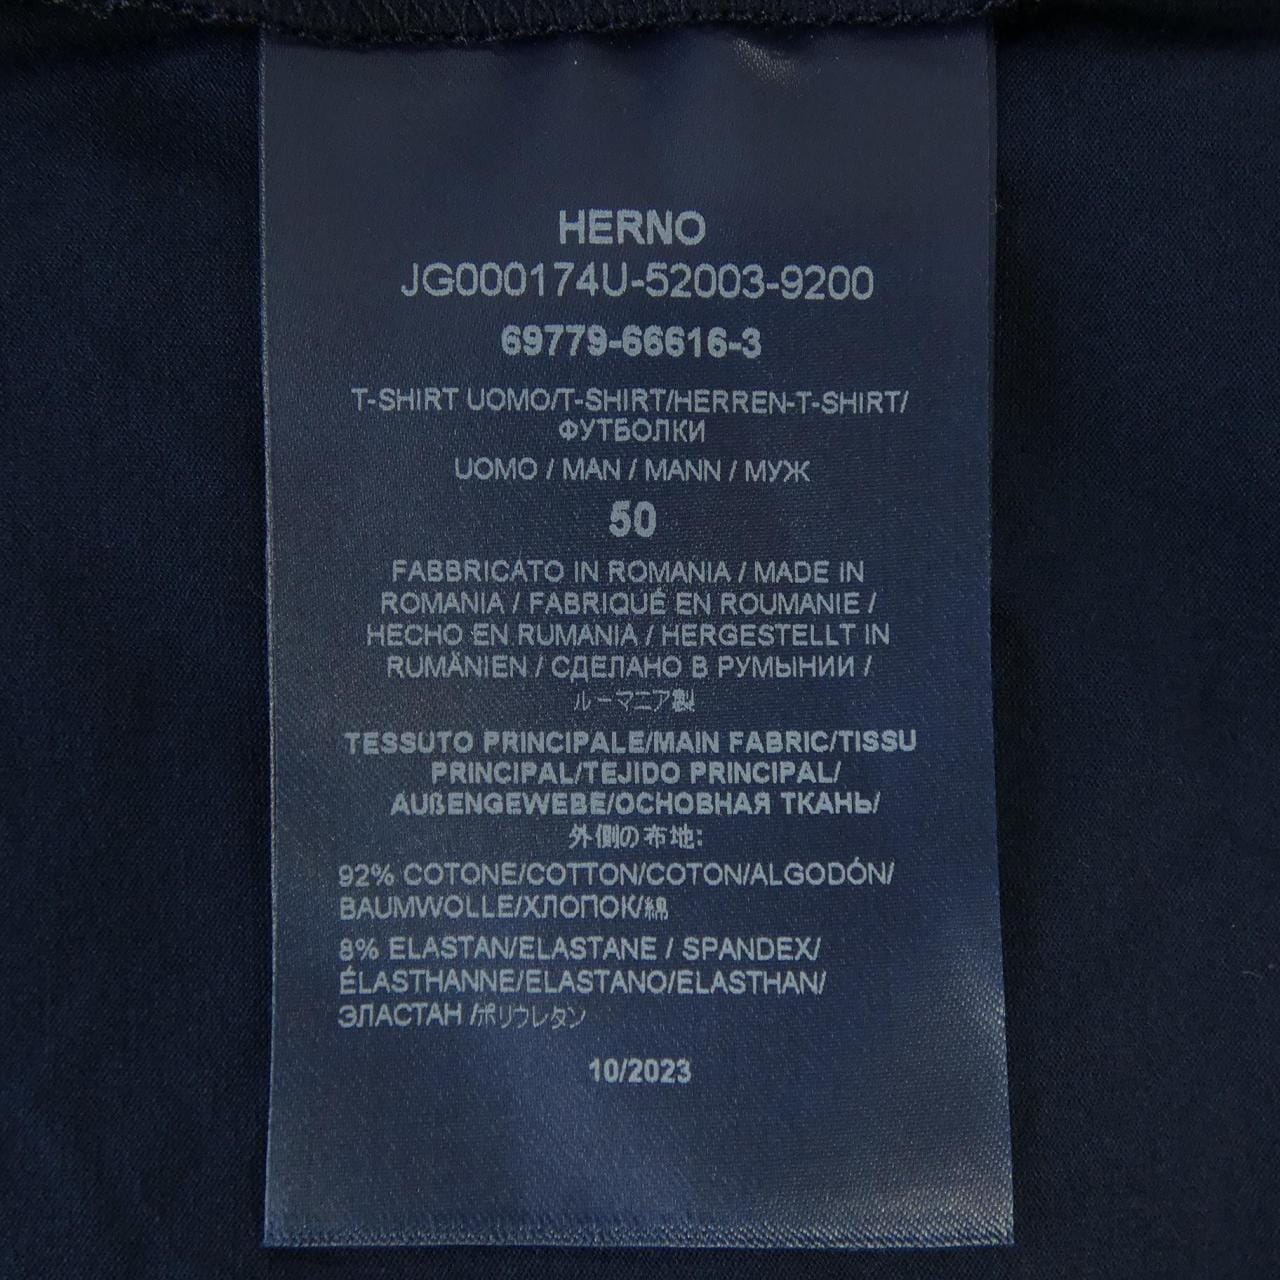 HERNO
JG000174U-52003-9200
69779-66616-3
T-SHIRT UOMO/T-SHIRT/HERREN-T-SHIRT/
ФУТБОЛКИ
UOMO / MAN / MANN / МУЖ
50
FABBRICATO IN ROMANIA / MADE IN
ROMANIA / FABRIQUÉ EN ROUMANIE /
HECHO EN RUMANIA / HERGESTELLT IN
RUMÄNIEN / СДЕЛАНО В РУМЫНИИ /
ルーマニア製
TESSUTO PRINCIPALE/MAIN FABRIC/TISSU
PRINCIPAL/TEJIDO PRINCIPAL/
AUßENGEWEBE/ОСНОВНАЯ ТКАНЬ/
外側の布地:
92% COTONE/COTTON/COTON/ALGODÓN/
BAUMWOLLE/ХЛОПОК/綿
8% ELASTAN/ELASTANE / SPANDEX/
ÉLASTHANNE/ELASTANO/ELASTHAN/
ЭЛАСТАН /ポリウレタン
10/2023